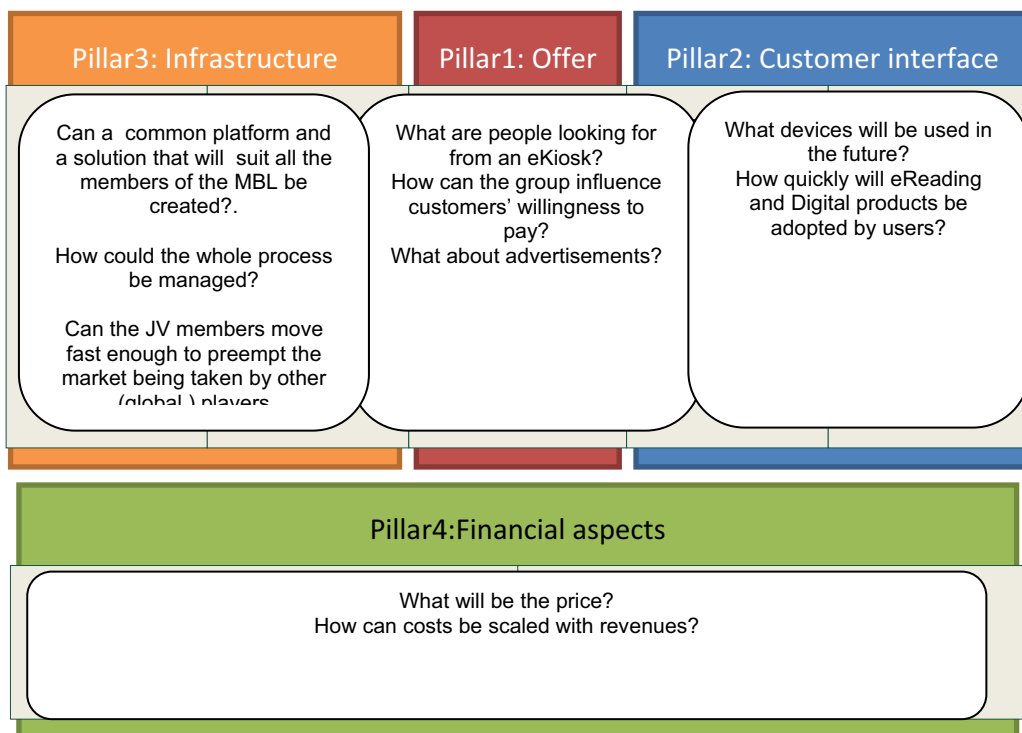 Pillar3: Infrastructure
Can a  common platform and
a solution that will  suit all the
members of the MBL be
created?.
How could the whole process
be managed?
Can the JV members move
fast enough to preempt the
market being taken by other
(global ) players
Pillar1: Offer
What are people looking for
from an eKiosk?
How can the group influence
customers’ willingness to
pay?
What about advertisements?
Pillar2: Customer interface
What devices will be used in
the future?
How quickly will eReading
and Digital products be
adopted by users?
Pillar4:Financial aspects
What will be the price?
How can costs be scaled with revenues?